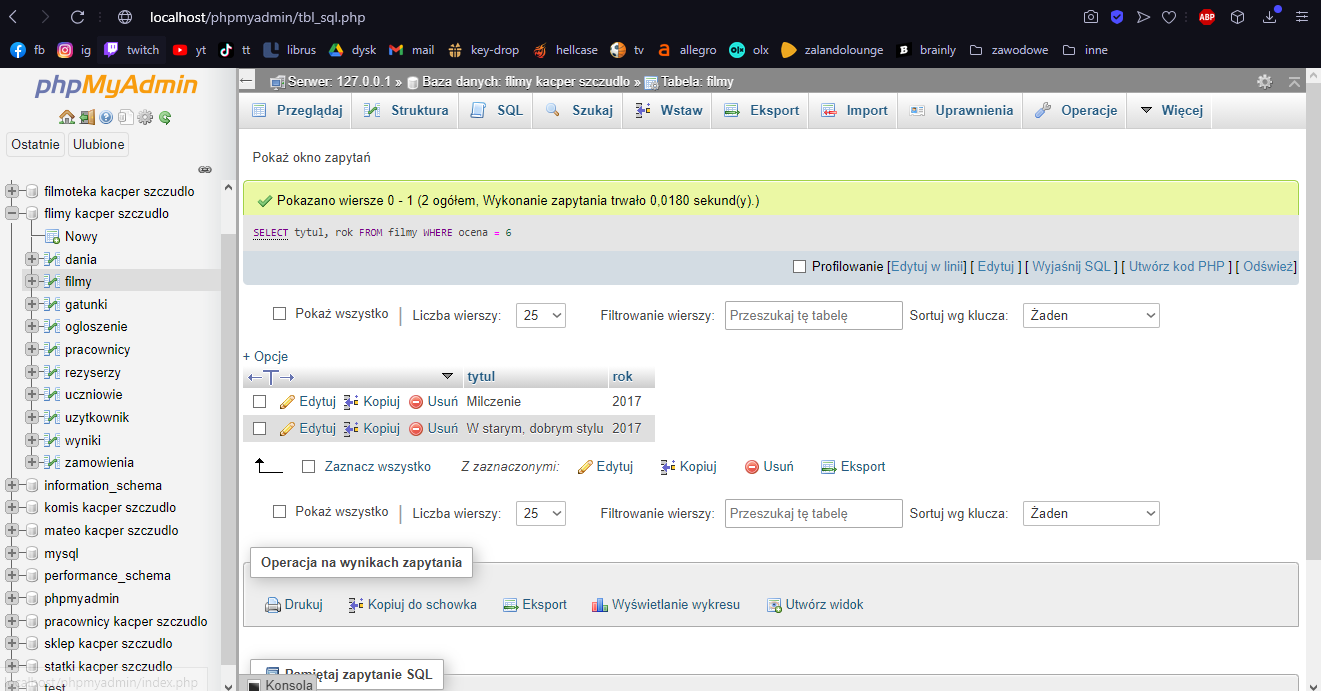 localhost/phpmyadmin/tbl_sql.php
ABP
fb ig twitch yt tt librus dysk mail key-drop hellcase tv allegro olx zalandolounge brainly zawodowe inne
phpMyAdmin
Ostatnie Ulubione
filmoteka kacper szczudlo
flimy kacper szczudlo
Nowy
dania
filmy
gatunki
ogloszenie
pracownicy
rezyserzy
uczniowie
uzytkownik
wyniki
zamowienia
information_schema
komis kacper szczudlo
mateo kacper szczudlo
mysql
performance_schema
phpmyadmin
pracownicy kacper szczudlo
sklep kacper szczudlo
statki kacper szczudlo
test
localhost/phpmyadmin/index.php
Serwer: 127.0.0.1 » Baza danych: flimy kacper szczudlo » Tabela: filmy
Przeglądaj Struktura SQL Szukaj Wstaw Eksport Import Uprawnienia Operacje Więcej
Pokaż okno zapytań
Pokazano wiersze 0 - 1 (2 ogółem, Wykonanie zapytania trwało 0,0180 sekund(y).)
SELECT tytul, rok FROM filmy WHERE ocena = 6
Profilowanie [Edytuj w linii] [ Edytuj ] [ Wyjaśnij SQL ] [ Utwórz kod PHP ] [ Odśwież]
Pokaż wszystko | Liczba wierszy: 25 Filtrowanie wierszy: Przeszukaj tę tabelę Sortuj wg klucza: Żaden
+ Opcje
←T→ tytul rok
Edytuj Kopiuj Usuń Milczenie 2017
Edytuj Kopiuj Usuń W starym, dobrym stylu 2017
Zaznacz wszystko Z zaznaczonymi: Edytuj Kopiuj Usuń Eksport
Pokaż wszystko | Liczba wierszy: 25 Filtrowanie wierszy: Przeszukaj tę tabelę Sortuj wg klucza: Żaden
Operacja na wynikach zapytania
Drukuj Kopiuj do schowka Eksport Wyświetlanie wykresu Utwórz widok
Pamiętaj zapytanie SQL
Konsola